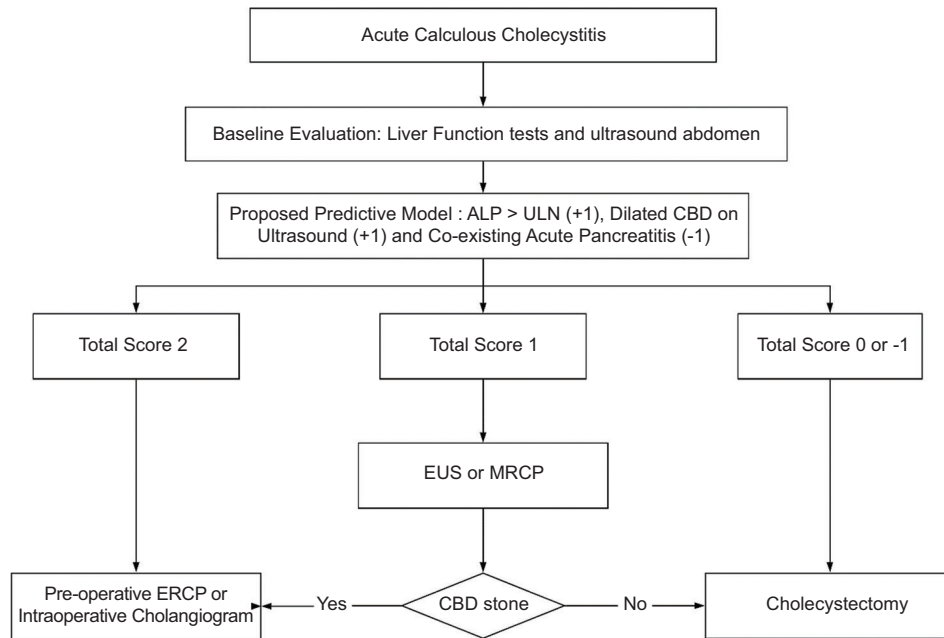 Acute Calculous Cholecystitis
Baseline Evaluation: Liver Function tests and ultrasound abdomen
Proposed Predictive Model : ALP > ULN (+1), Dilated CBD on
Ultrasound (+1) and Co-existing Acute Pancreatitis (-1)
Total Score 2
Total Score 1
Total Score 0 or -1
EUS or MRCP
Pre-operative ERCP or
Intraoperative Cholangiogram
Yes
CBD stone
No
Cholecystectomy